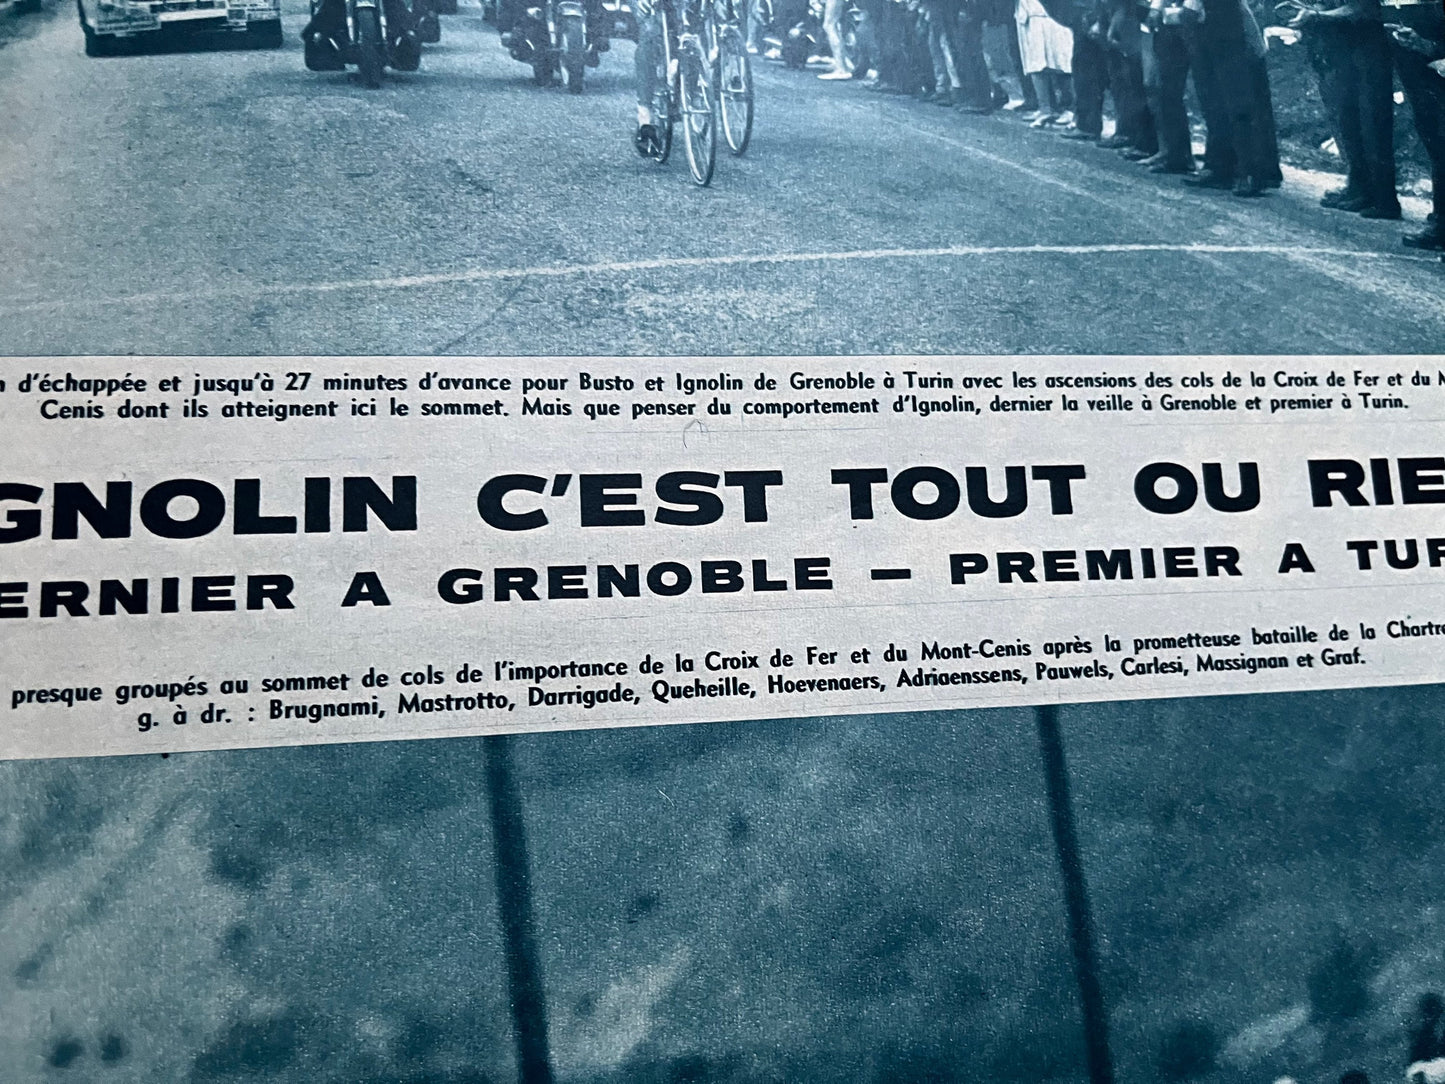 d'échappée et jusqu'à 27 minutes d'avance pour Busto et Ignolin de Grenoble à Turin avec les ascensions des cols de la Croix de Fer et du M
Cenis dont ils atteignent ici le sommet. Mais que penser du comportement d'Ignolin, dernier la veille à Grenoble et premier à Turin.
GNOLIN C'EST TOUT OU RIE
ERNIER A GRENOBLE — PREMIER A TUR
presque groupés au sommet de cols de l'importance de la Croix de Fer et du Mont-Cenis après la prometteuse bataille de la Chartre
g. à dr. : Brugnami, Mastrotto, Darrigade, Queheille, Hoevenaers, Adriaenssens, Pauwels, Carlesi, Massignan et Graf.